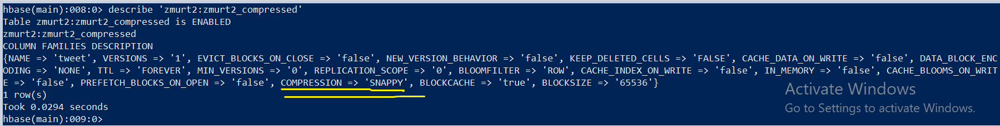 hbase(main):008:0> describe 'zmurt2:zmurt2_compressed'
Table zmurt2:zmurt2_compressed is ENABLED
zmurt2:zmurt2_compressed
COLUMN FAMILIES DESCRIPTION
{NAME => 'tweet', VERSIONS => '1', EVICT_BLOCKS_ON_CLOSE => 'false', NEW_VERSION_BEHAVIOR => 'false', KEEP_DELETED_CELLS => 'FALSE', CACHE_DATA_ON_WRITE => 'false', DATA_BLOCK_ENC
ODING => 'NONE', TTL => 'FOREVER', MIN_VERSIONS => '0', REPLICATION_SCOPE => '0', BLOOMFILTER => 'ROW', CACHE_INDEX_ON_WRITE => 'false', IN_MEMORY => 'false', CACHE_BLOOMS_ON_WRIT
E => 'false', PREFETCH_BLOCKS_ON_OPEN => 'false', COMPRESSION => 'SNAPPY', BLOCKCACHE => 'true', BLOCKSIZE => '65536'}
1 row(s)
Took 0.0294 seconds
hbase(main):009:0>
Activate Windows
Go to Settings to activate Windows.